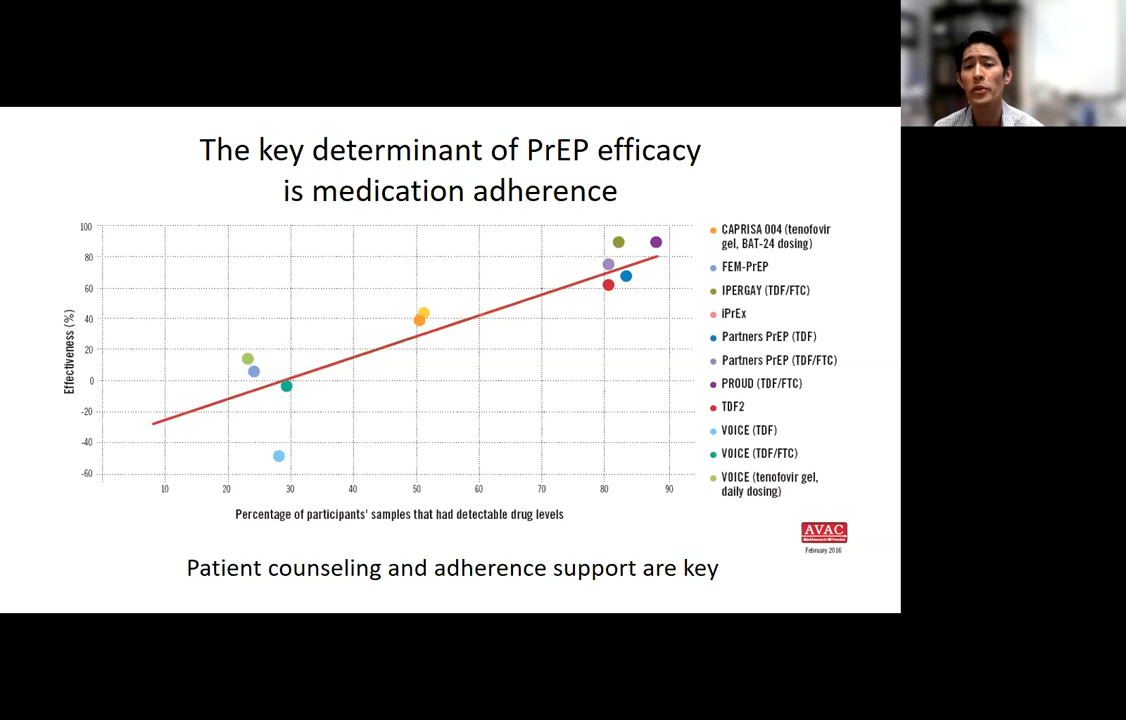 The key determinant of PrEP efficacy
is medication adherence
Effectiveness (%)
100
80
60
40
20
0
-20
-40
-60
10
20
30
40
50
60
70
80
90
Percentage of participants' samples that had detectable drug levels
CAPRISA 004 (tenofovir
gel, BAT-24 dosing)
FEM-PrEP
IPERGAY (TDF/FTC)
iPrEx
Partners PrEP (TDF)
Partners PrEP (TDF/FTC)
PROUD (TDF/FTC)
TDF2
VOICE (TDF)
VOICE (TDF/FTC)
VOICE (tenofovir gel,
daily dosing)
AVAC
February 2016
Patient counseling and adherence support are key